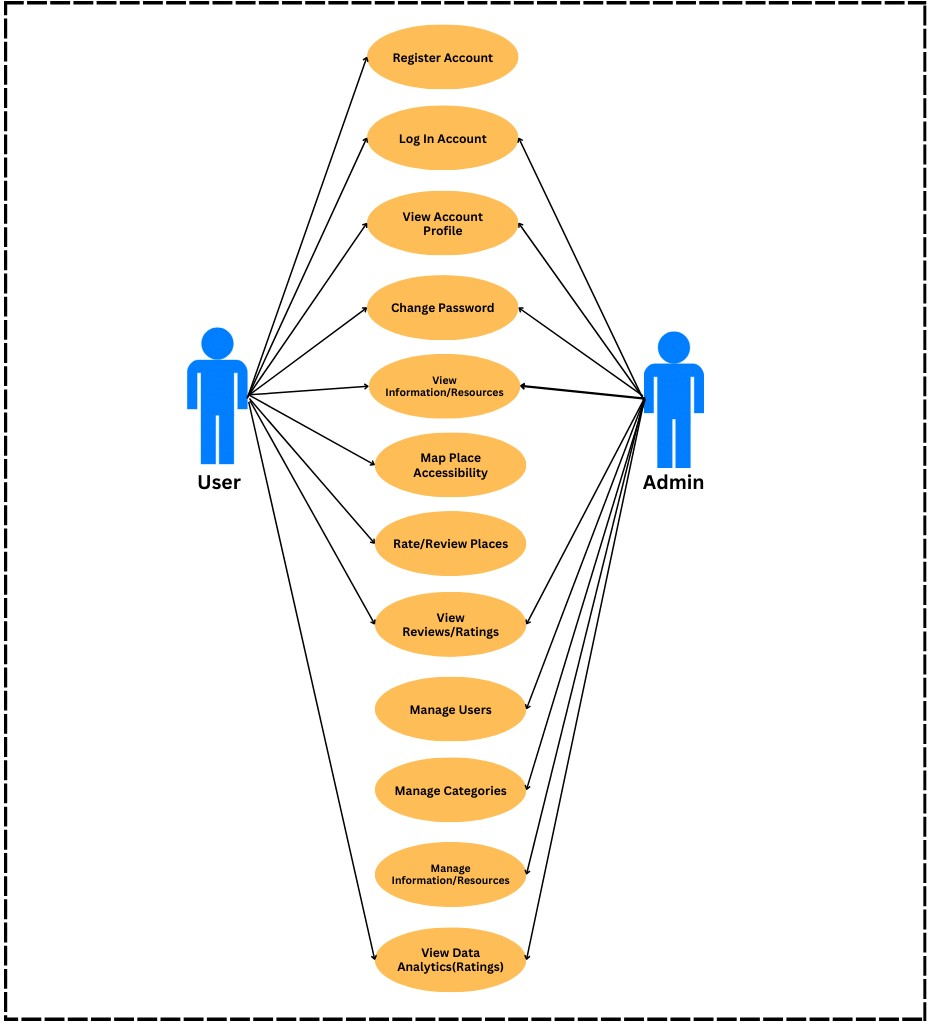 Register Account
Log In Account
View Account
Profile
Change Password
View
Information/Resources
Map Place
Accessibility
User
Admin
Rate/Review Places
View
Reviews/Ratings
Manage Users
Manage Categories
Manage
Information/Resources
View Data
Analytics(Ratings)